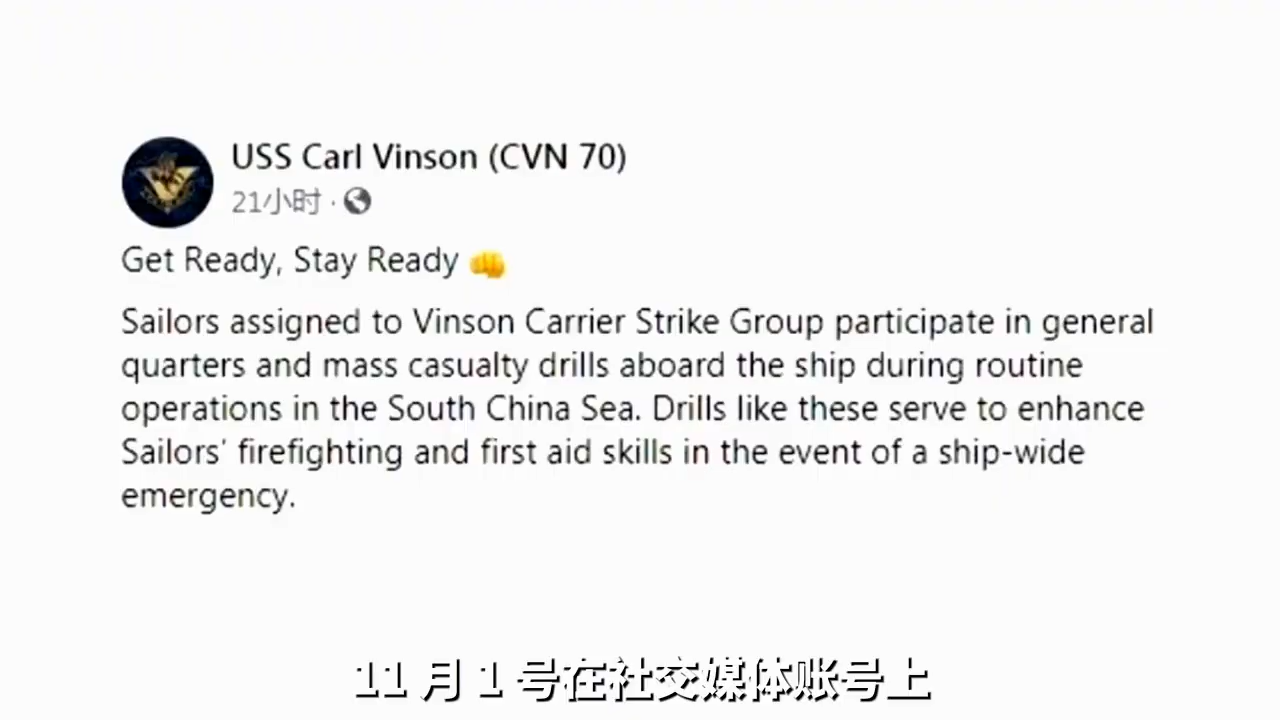 USS Carl Vinson (CVN 70)
21小时 ·
Get Ready, Stay Ready 👊
Sailors assigned to Vinson Carrier Strike Group participate in general
quarters and mass casualty drills aboard the ship during routine
operations in the South China Sea. Drills like these serve to enhance
Sailors' firefighting and first aid skills in the event of a ship-wide
emergency.
11月1号在社交媒体账号上